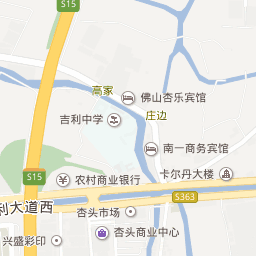 S15
高家
佛山杏乐宾馆
吉利中学
庄边
南一商务宾馆
S15
农村商业银行
卡尔丹大楼
利大道西
杏头市场
S363
兴盛彩印
杏头商业中心